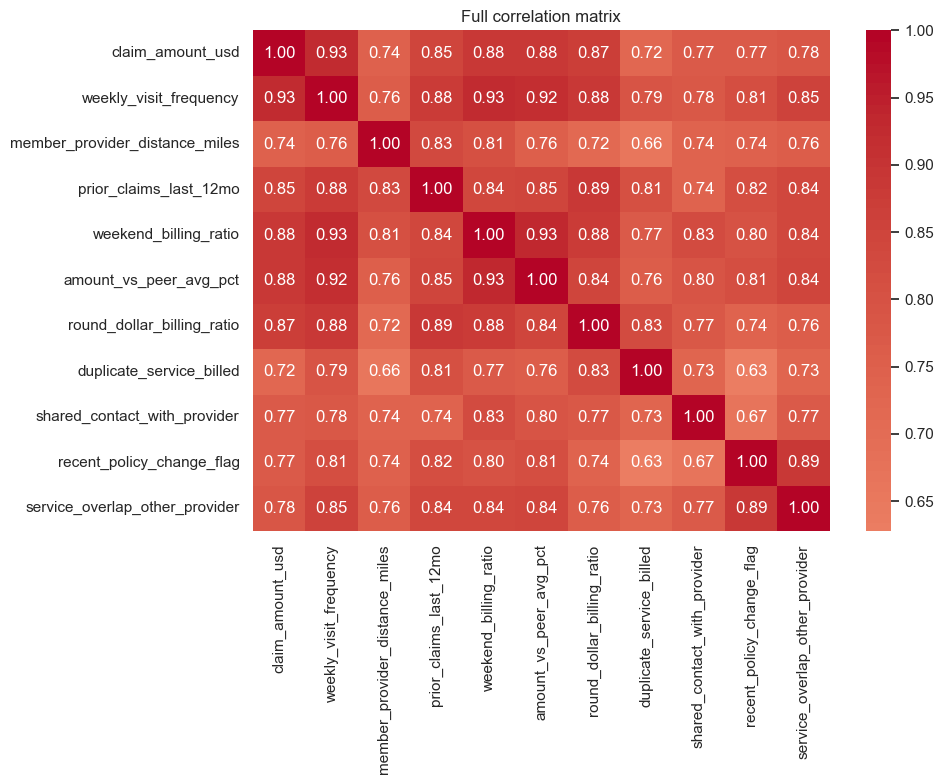 Full correlation matrix
claim_amount_usd 1.00 0.93 0.74 0.85 0.88 0.88 0.87 0.72 0.77 0.77 0.78
weekly_visit_frequency 0.93 1.00 0.76 0.88 0.93 0.92 0.88 0.79 0.78 0.81 0.85
member_provider_distance_miles 0.74 0.76 1.00 0.83 0.81 0.76 0.72 0.66 0.74 0.74 0.76
prior_claims_last_12mo 0.85 0.88 0.83 1.00 0.84 0.85 0.89 0.81 0.74 0.82 0.84
weekend_billing_ratio 0.88 0.93 0.81 0.84 1.00 0.93 0.88 0.77 0.83 0.80 0.84
amount_vs_peer_avg_pct 0.88 0.92 0.76 0.85 0.93 1.00 0.84 0.76 0.80 0.81 0.84
round_dollar_billing_ratio 0.87 0.88 0.72 0.89 0.88 0.84 1.00 0.83 0.77 0.74 0.76
duplicate_service_billed 0.72 0.79 0.66 0.81 0.77 0.76 0.83 1.00 0.73 0.63 0.73
shared_contact_with_provider 0.77 0.78 0.74 0.74 0.83 0.80 0.77 0.73 1.00 0.67 0.77
recent_policy_change_flag 0.77 0.81 0.74 0.82 0.80 0.81 0.74 0.63 0.67 1.00 0.89
service_overlap_other_provider 0.78 0.85 0.76 0.84 0.84 0.84 0.76 0.73 0.77 0.89 1.00
claim_amount_usd
weekly_visit_frequency
member_provider_distance_miles
prior_claims_last_12mo
weekend_billing_ratio
amount_vs_peer_avg_pct
round_dollar_billing_ratio
duplicate_service_billed
shared_contact_with_provider
recent_policy_change_flag
service_overlap_other_provider
1.00
0.95
0.90
0.85
0.80
0.75
0.70
0.65